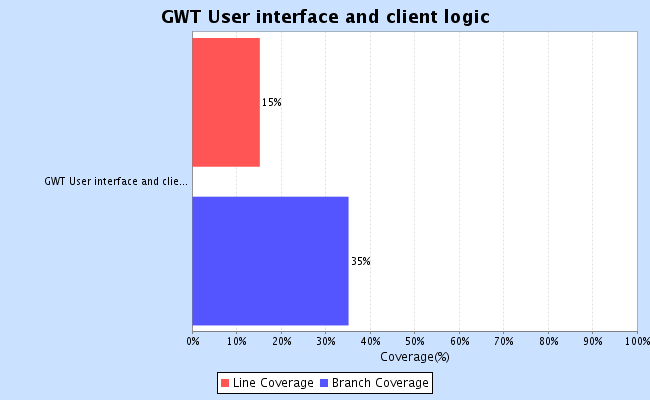 GWT User interface and client logic
15%
GWT User interface and clie...
35%
0% 10% 20% 30% 40% 50% 60% 70% 80% 90% 100%
Coverage(%)
Line Coverage Branch Coverage